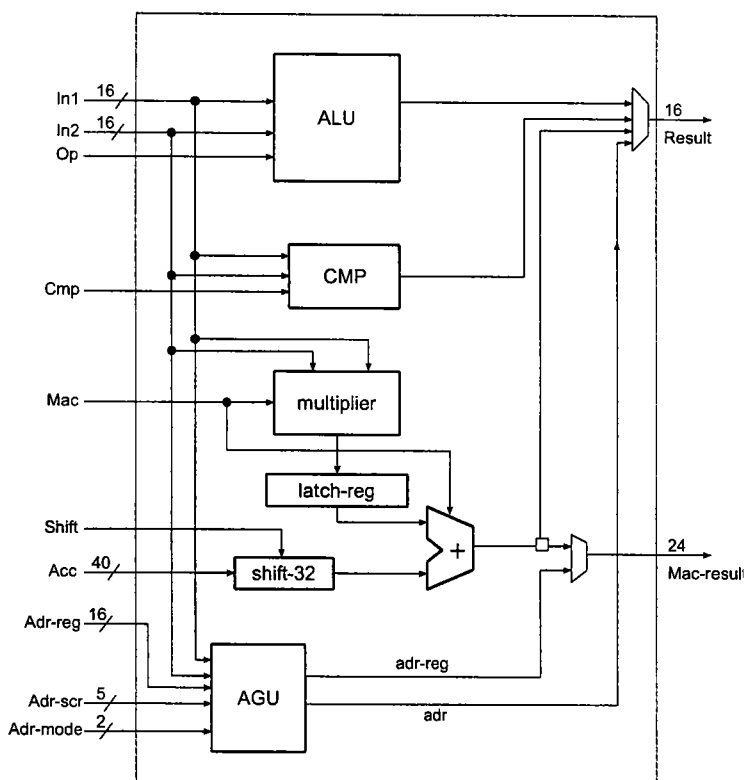 In1 16
In2 16
Op
ALU
16
Result
Cmp
CMP
Mac
multiplier
latch-reg
Shift
Acc 40
shift-32
+
24
Mac-result
Adr-reg 16
Adr-scr 5
Adr-mode 2
AGU
adr-reg
adr